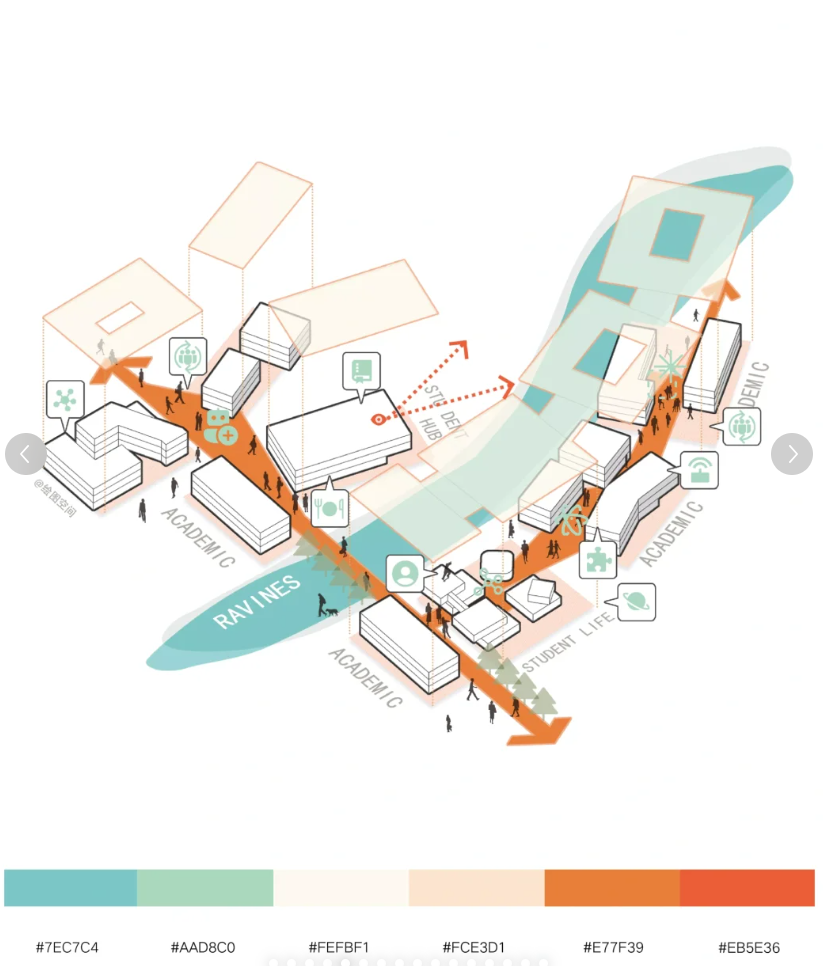 STUDENT
HUB
ACADEMIC
ACADEMIC
@绘图空间
ACADEMIC
RAVINES
STUDENT LIFE
ACADEMIC
#7EC7C4
#AAD8C0
#FEFBF1
#FCE3D1
#E77F39
#EB5E36